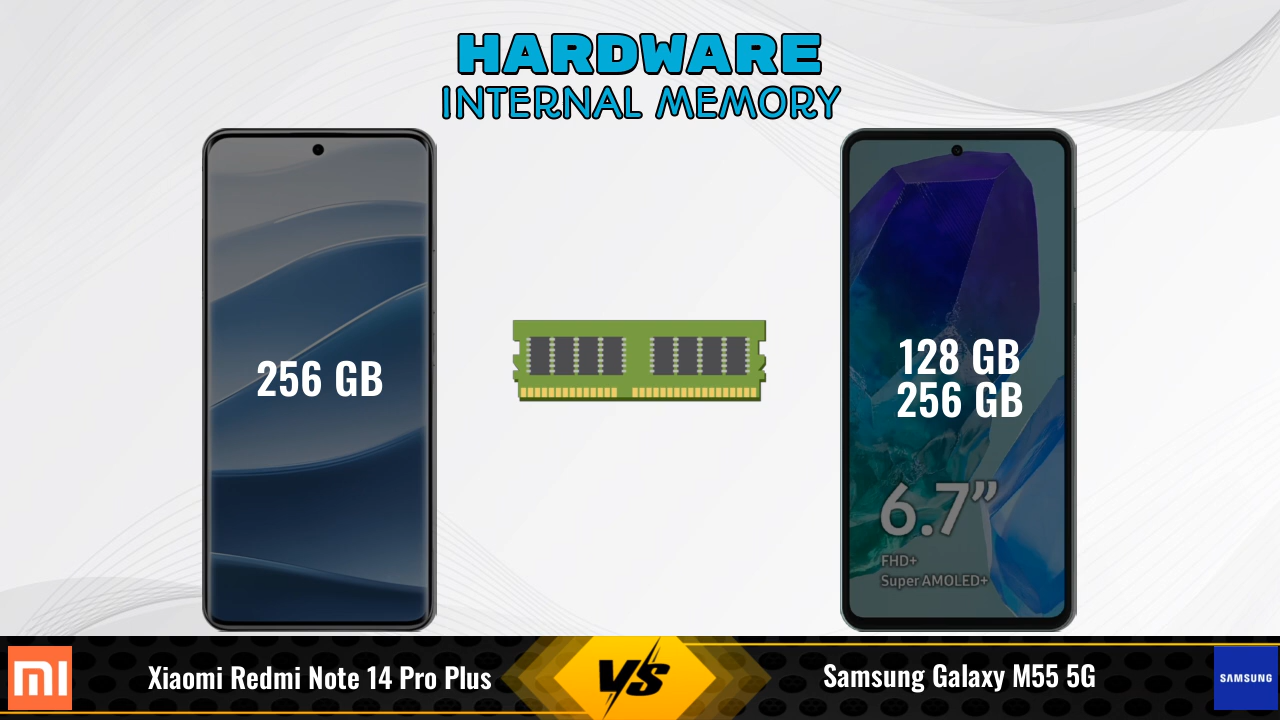 HARDWARE
INTERNAL MEMORY
256 GB
128 GB
256 GB
6.7”
FHD+
Super AMOLED+
MI
Xiaomi Redmi Note 14 Pro Plus
VS
Samsung Galaxy M55 5G
SAMSUNG